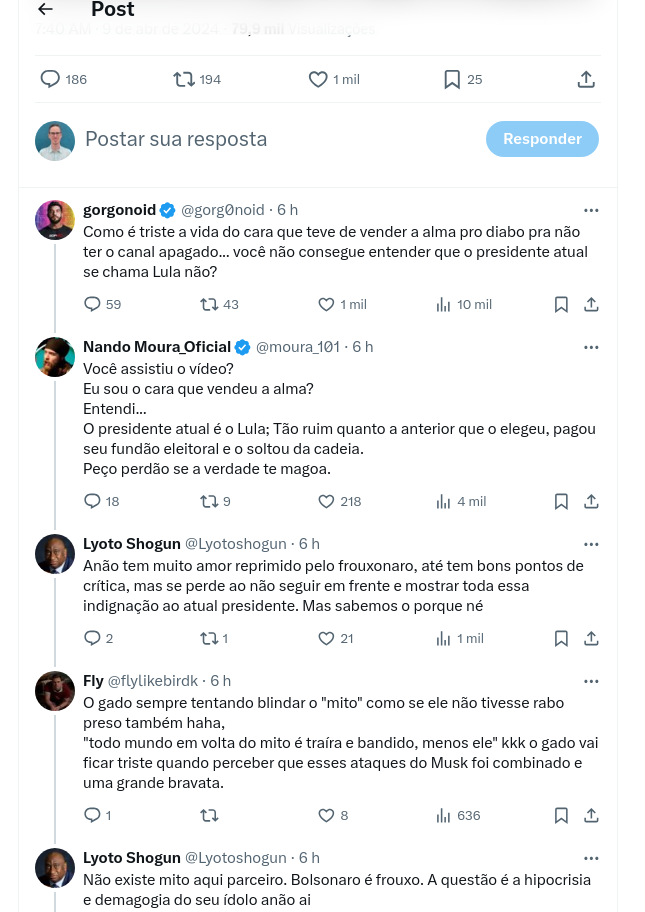 Post
7:40 AM · 9 de abr de 2024 · 79,9 mil Visualizações
186 194 1 mil 25
Postar sua resposta
Responder
gorgonoid @gorg0noid · 6 h
Como é triste a vida do cara que teve de vender a alma pro diabo pra não
ter o canal apagado... você não consegue entender que o presidente atual
se chama Lula não?
59 43 1 mil 10 mil
Nando Moura_Oficial @moura_101 · 6 h
Você assistiu o vídeo?
Eu sou o cara que vendeu a alma?
Entendi...
O presidente atual é o Lula; Tão ruim quanto a anterior que o elegeu, pagou
seu fundão eleitoral e o soltou da cadeia.
Peço perdão se a verdade te magoa.
18 9 218 4 mil
Lyoto Shogun @Lyotoshogun · 6 h
Anão tem muito amor reprimido pelo frouxonaro, até tem bons pontos de
crítica, mas se perde ao não seguir em frente e mostrar toda essa
indignação ao atual presidente. Mas sabemos o porque né
2 1 21 1 mil
Fly @flylikebirdk · 6 h
O gado sempre tentando blindar o "mito" como se ele não tivesse rabo
preso também haha,
"todo mundo em volta do mito é traíra e bandido, menos ele" kkk o gado vai
ficar triste quando perceber que esses ataques do Musk foi combinado e
uma grande bravata.
1 8 636
Lyoto Shogun @Lyotoshogun · 6 h
Não existe mito aqui parceiro. Bolsonaro é frouxo. A questão é a hipocrisia
e demagogia do seu ídolo anão ai